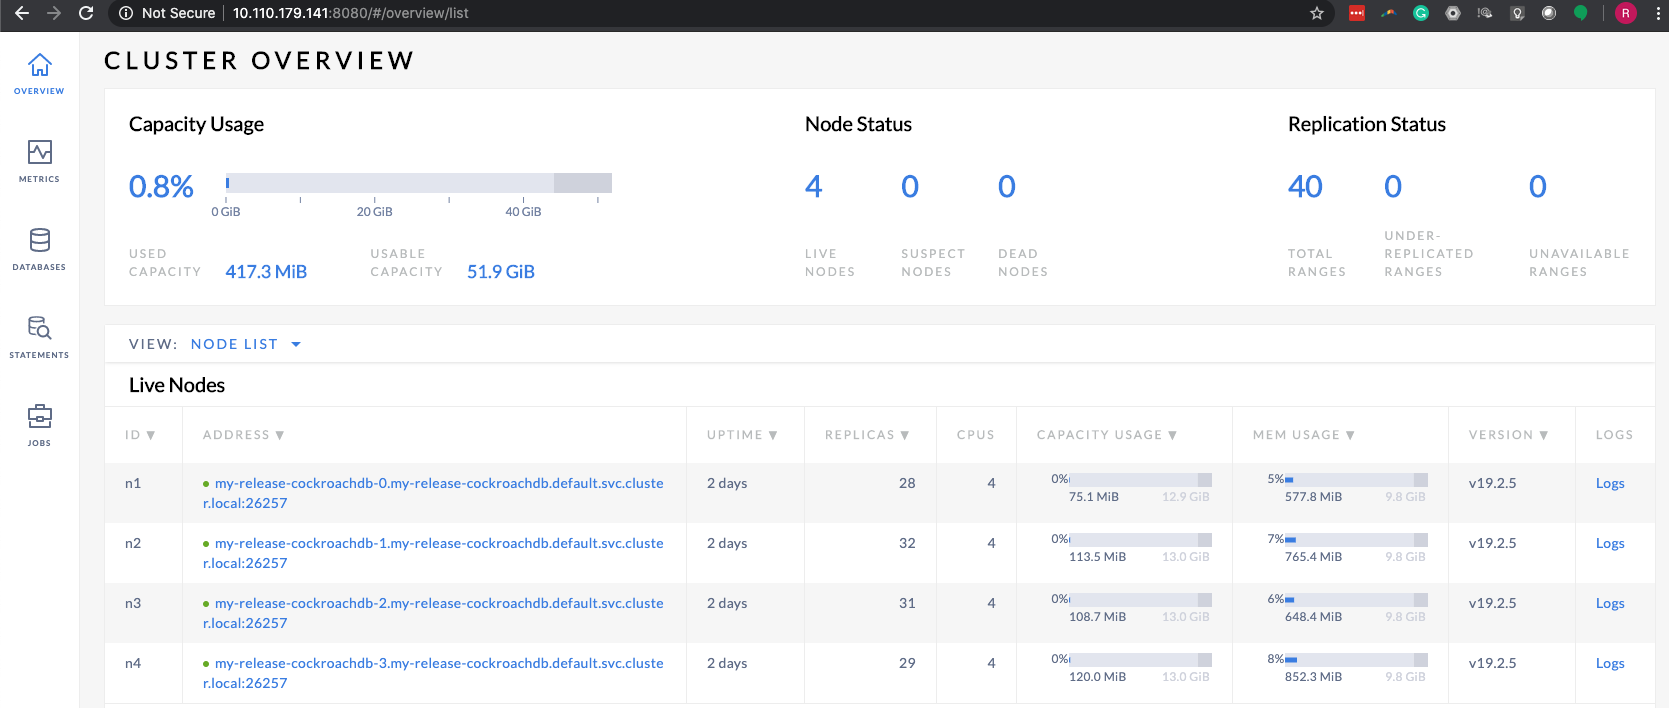 Not Secure 10.110.179.141:8080/#/overview/list
R
CLUSTER OVERVIEW
OVERVIEW
METRICS
DATABASES
STATEMENTS
JOBS
Capacity Usage
0.8%
0 GiB 20 GiB 40 GiB
USED CAPACITY 417.3 MiB
USABLE CAPACITY 51.9 GiB
Node Status
4 0 0
LIVE NODES
SUSPECT NODES
DEAD NODES
Replication Status
40 0 0
TOTAL RANGES
UNDER-REPLICATED RANGES
UNAVAILABLE RANGES
VIEW: NODE LIST
Live Nodes
ID ▼ ADDRESS ▼ UPTIME ▼ REPLICAS ▼ CPUS CAPACITY USAGE ▼ MEM USAGE ▼ VERSION ▼ LOGS
n1 my-release-cockroachdb-0.my-release-cockroachdb.default.svc.cluste 2 days 28 4 0% 5% v19.2.5 Logs
r.local:26257 75.1 MiB 12.9 GiB 577.8 MiB 9.8 GiB
n2 my-release-cockroachdb-1.my-release-cockroachdb.default.svc.cluste 2 days 32 4 0% 7% v19.2.5 Logs
r.local:26257 113.5 MiB 13.0 GiB 765.4 MiB 9.8 GiB
n3 my-release-cockroachdb-2.my-release-cockroachdb.default.svc.cluste 2 days 31 4 0% 6% v19.2.5 Logs
r.local:26257 108.7 MiB 13.0 GiB 648.4 MiB 9.8 GiB
n4 my-release-cockroachdb-3.my-release-cockroachdb.default.svc.cluste 2 days 29 4 0% 8% v19.2.5 Logs
r.local:26257 120.0 MiB 13.0 GiB 852.3 MiB 9.8 GiB